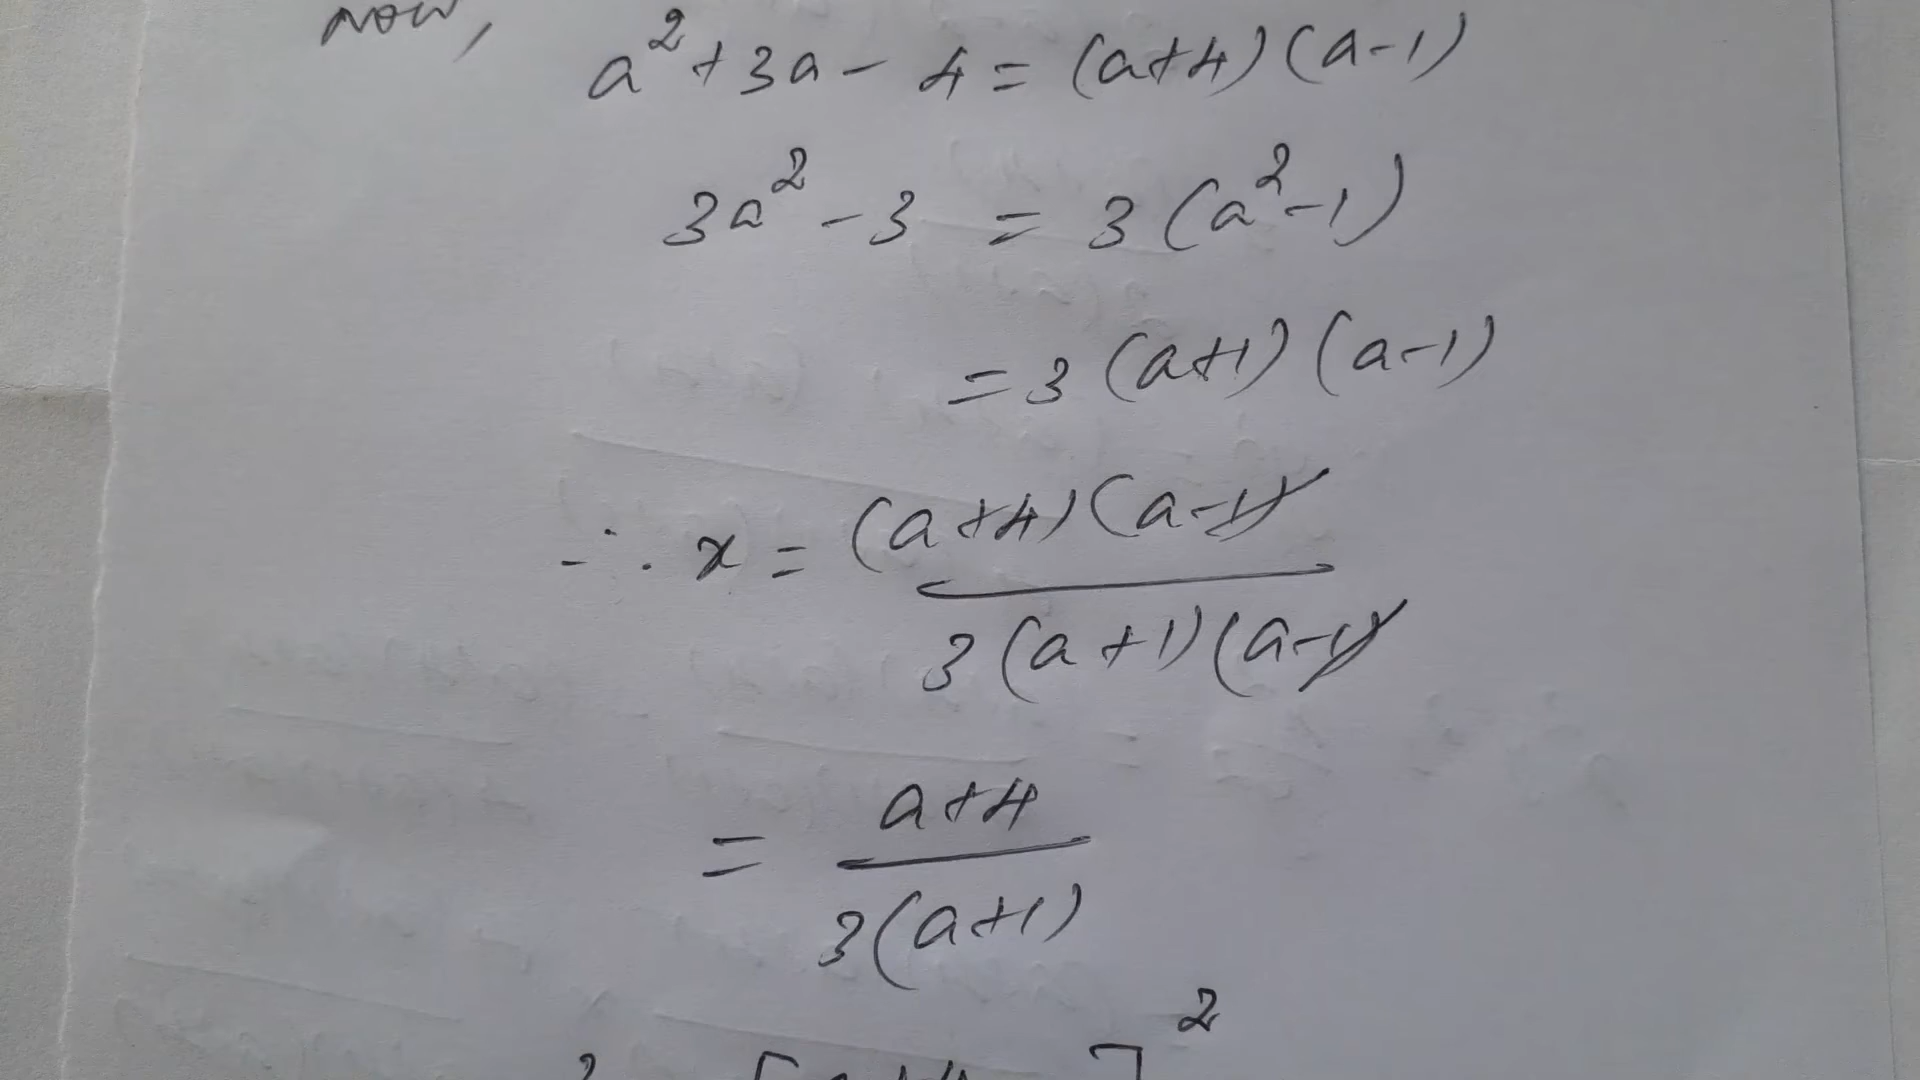 now,
a² + 3a - 4 = (a+4)(a-1)
3a² - 3 = 3(a²-1)
= 3(a+1)(a-1)
∴ x = (a+4)(a-1)
3(a+1)(a-1)
= a+4
3(a+1)
2